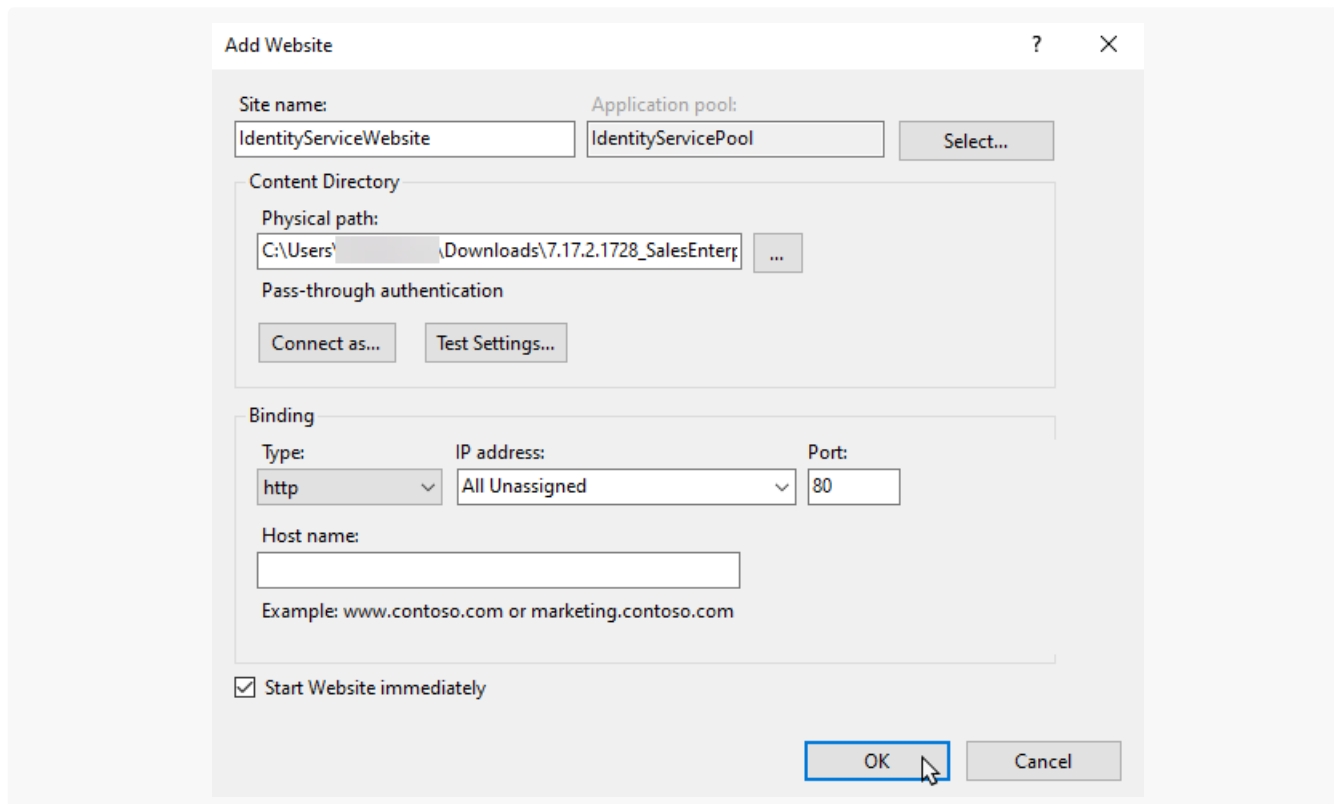 Add Website ?
Site name: Application pool:
IdentityServiceWebsite IdentityServicePool Select...
Content Directory
Physical path:
C:\Users\ \Downloads\7.17.2.1728_SalesEnterp ...
Pass-through authentication
Connect as... Test Settings...
Binding
Type: IP address: Port:
http All Unassigned 80
Host name:
Example: www.contoso.com or marketing.contoso.com
Start Website immediately
OK Cancel